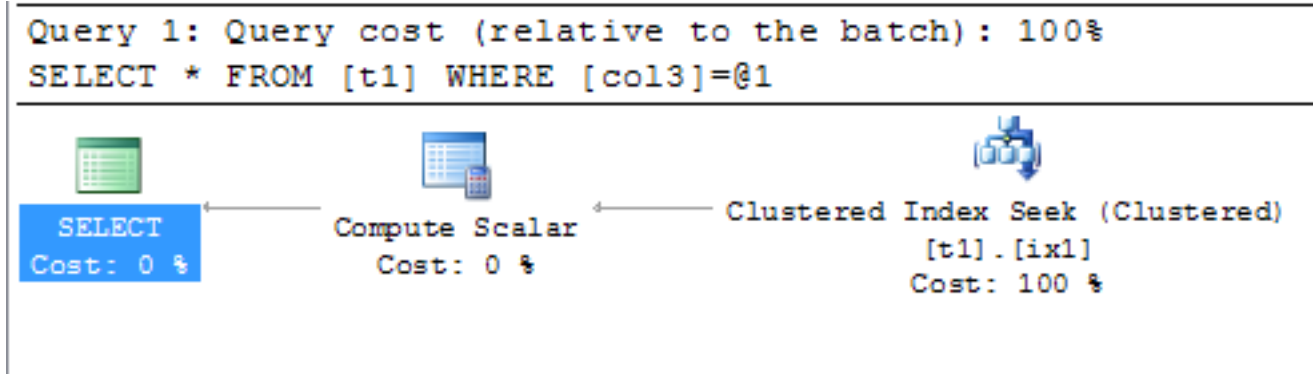 Query 1: Query cost (relative to the batch): 100%
SELECT * FROM [t1] WHERE [col3]=@1
SELECT
Cost: 0 %
Compute Scalar
Cost: 0 %
Clustered Index Seek (Clustered)
[t1].[ix1]
Cost: 100 %